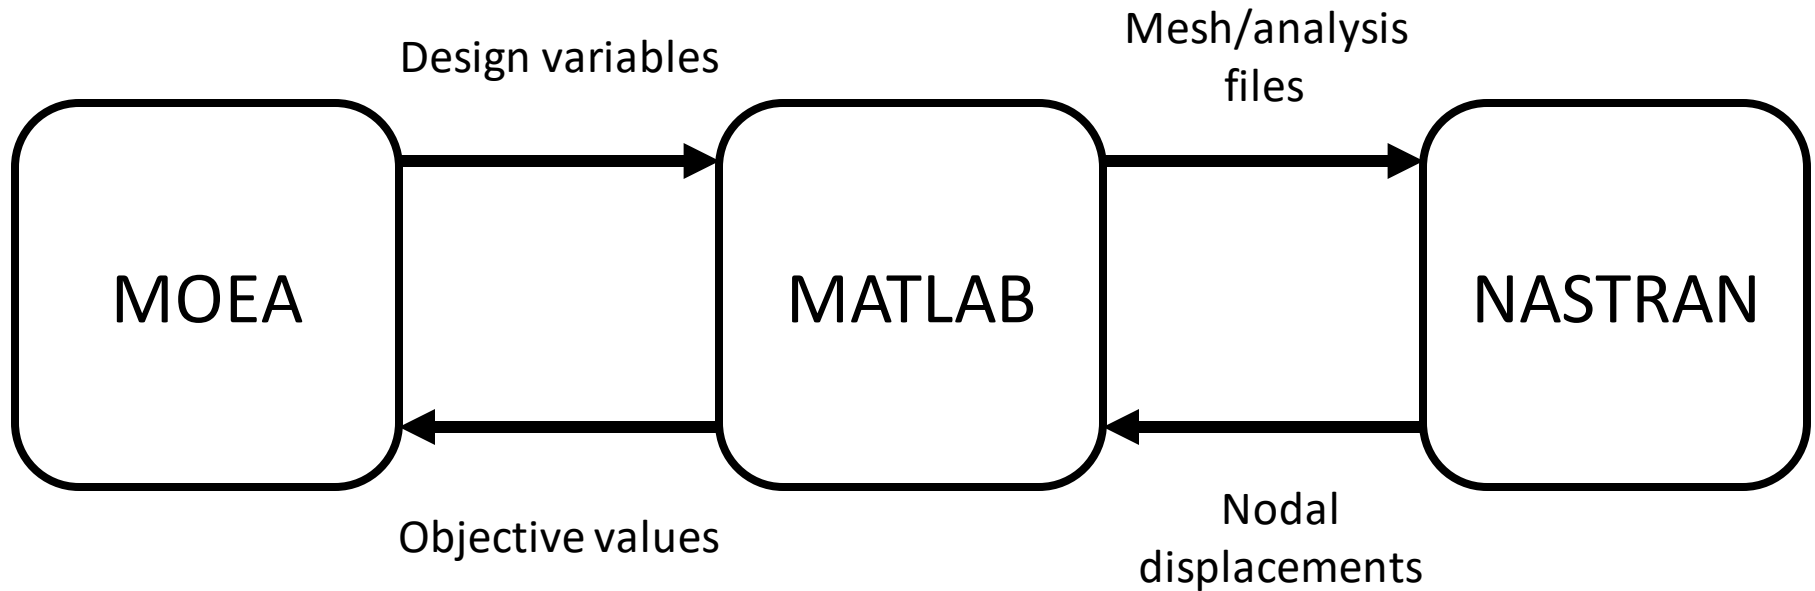 Design variables
Mesh/analysis
files
MOEA
MATLAB
NASTRAN
Objective values
Nodal
displacements